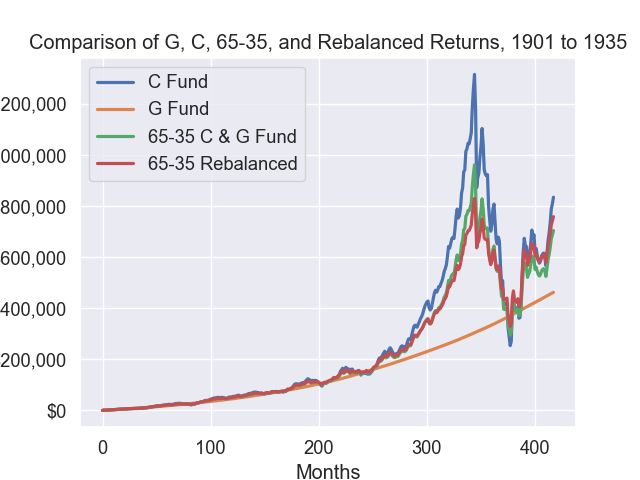 Comparison of G, C, 65-35, and Rebalanced Returns, 1901 to 1935
C Fund
G Fund
65-35 C & G Fund
65-35 Rebalanced
200,000
000,000
800,000
600,000
400,000
200,000
$0
0 100 200 300 400
Months